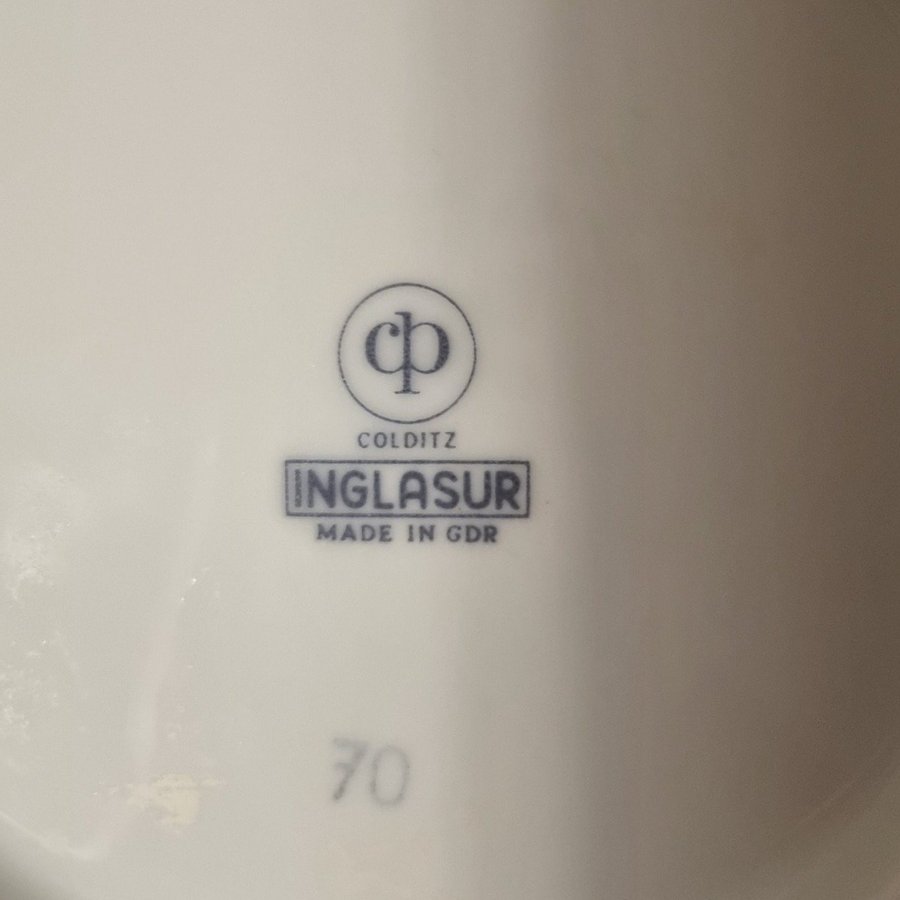 cp
COLDITZ
INGLASUR
MADE IN GDR
70